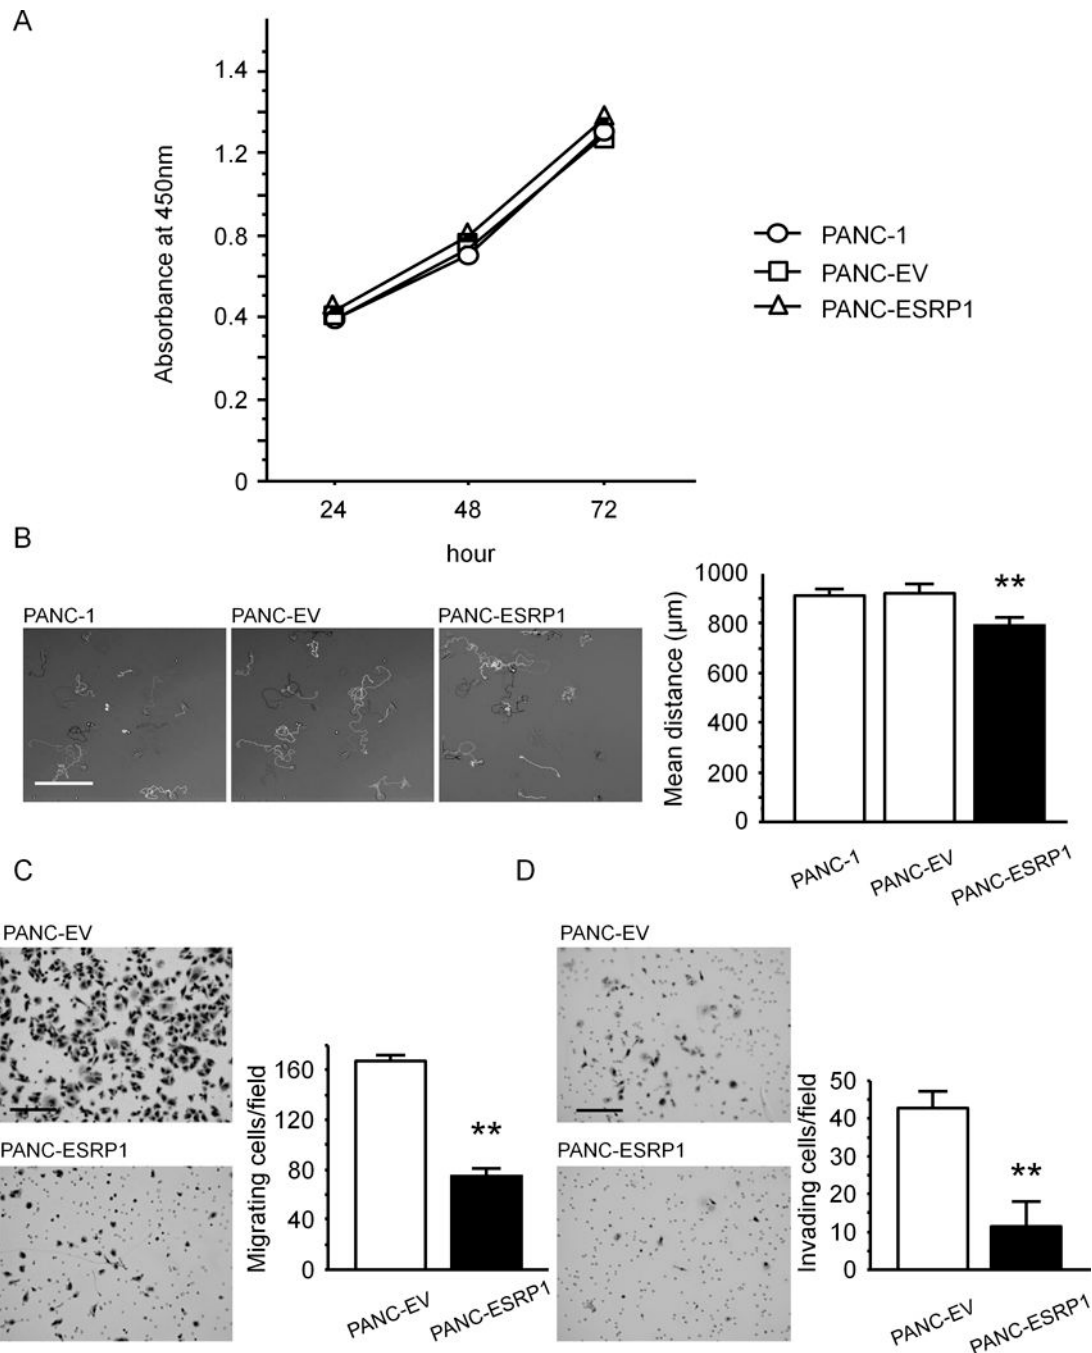 A
Absorbance at 450nm
1.4
1.2
0.8
0.4
0.2
0
24 48 72
hour
PANC-1
PANC-EV
PANC-ESRP1
B
PANC-1 PANC-EV PANC-ESRP1
Mean distance (μm)
1000
800
600
400
200
0
**
PANC-1 PANC-EV PANC-ESRP1
C
PANC-EV
PANC-ESRP1
Migrating cells/field
160
120
80
40
0
**
PANC-EV PANC-ESRP1
D
PANC-EV
PANC-ESRP1
Invading cells/field
50
40
30
20
10
0
**
PANC-EV PANC-ESRP1